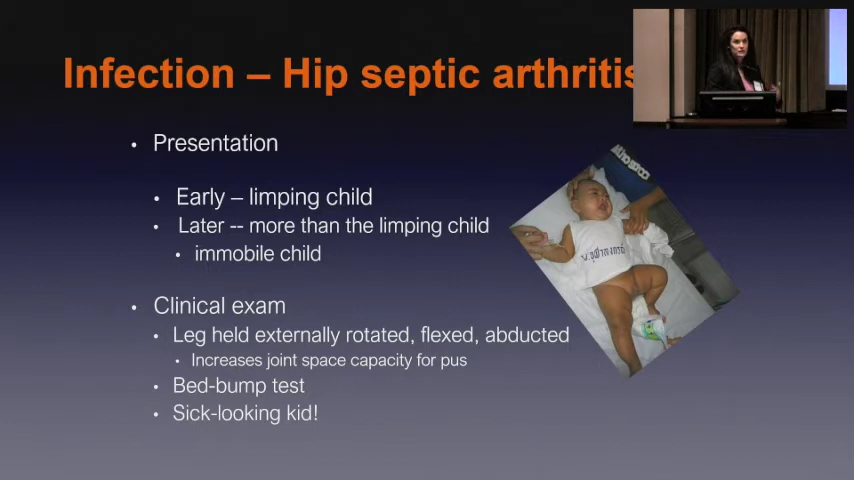 Infection – Hip septic arthritis
• Presentation
• Early – limping child
• Later -- more than the limping child
• immobile child
• Clinical exam
• Leg held externally rotated, flexed, abducted
• Increases joint space capacity for pus
• Bed-bump test
• Sick-looking kid!